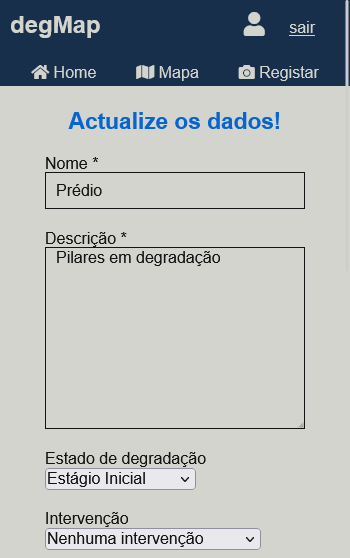 degMap
sair
Home Mapa Registar
Actualize os dados!
Nome *
Prédio
Descrição *
Pilares em degradação
Estado de degradação
Estágio Inicial
Intervenção
Nenhuma intervenção